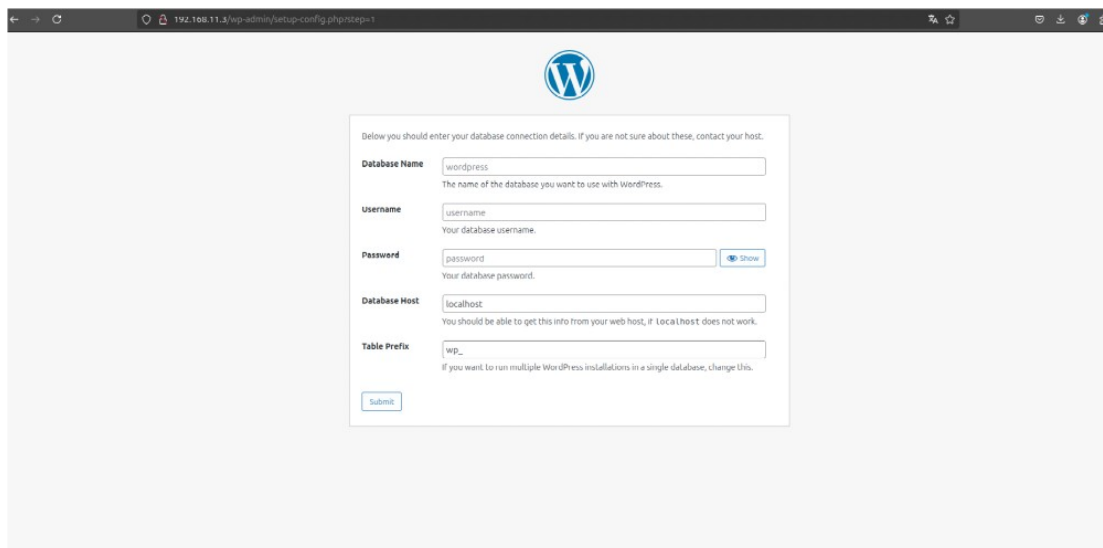 192.168.11.3/wp-admin/setup-config.php?step=1
Below you should enter your database connection details. If you are not sure about these, contact your host.
Database Name
wordpress
The name of the database you want to use with WordPress.
Username
username
Your database username.
Password
password
Show
Your database password.
Database Host
localhost
You should be able to get this info from your web host, if localhost does not work.
Table Prefix
wp_
If you want to run multiple WordPress installations in a single database, change this.
Submit